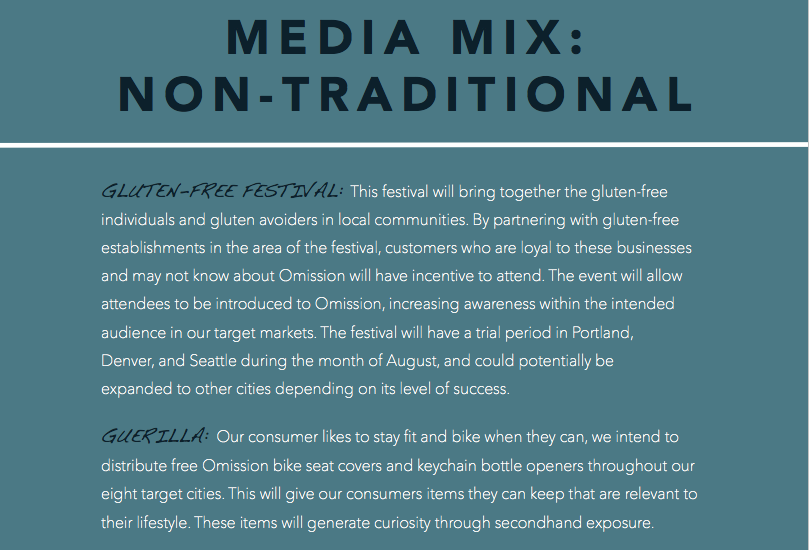 MEDIA MIX:
NON-TRADITIONAL
GLUTEN-FREE FESTIVAL: This festival will bring together the gluten-free
individuals and gluten avoiders in local communities. By partnering with gluten-free
establishments in the area of the festival, customers who are loyal to these businesses
and may not know about Omission will have incentive to attend. The event will allow
attendees to be introduced to Omission, increasing awareness within the intended
audience in our target markets. The festival will have a trial period in Portland,
Denver, and Seattle during the month of August, and could potentially be
expanded to other cities depending on its level of success.
GUERILLA: Our consumer likes to stay fit and bike when they can, we intend to
distribute free Omission bike seat covers and keychain bottle openers throughout our
eight target cities. This will give our consumers items they can keep that are relevant to
their lifestyle. These items will generate curiosity through secondhand exposure.